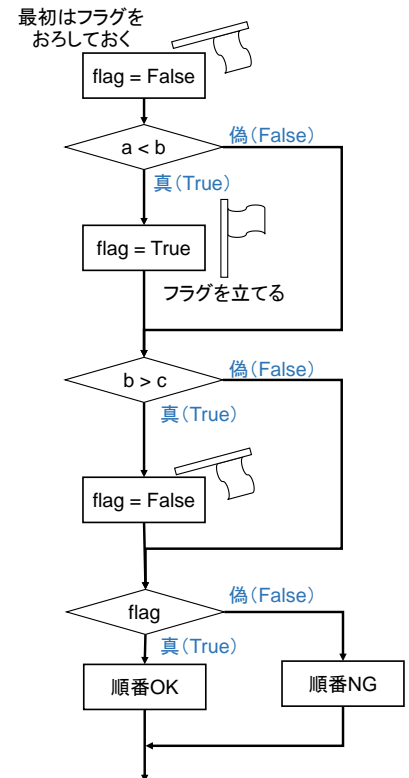 最初はフラグを
おろしておく
flag = False
a < b
偽（False）
真（True）
flag = True
フラグを立てる
b > c
偽（False）
真（True）
flag = False
flag
偽（False）
真（True）
順番OK
順番NG